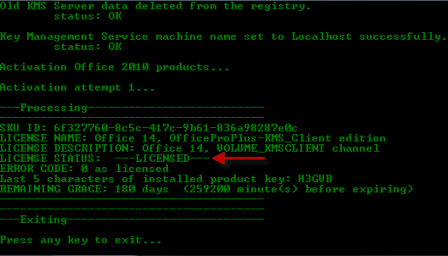 Old KMS Server data deleted from the registry.
status: OK
Key Management Service machine name set to Localhost successfully.
status: OK
Activation Office 2010 products...
Activation attempt 1...
---Processing--------------------------
---------------------------------------
SKU ID: 6f327760-8c5c-417c-9b61-836a98287e0c
LICENSE NAME: Office 14, OfficeProPlus-KMS_Client edition
LICENSE DESCRIPTION: Office 14, VOLUME_KMSCLIENT channel
LICENSE STATUS: ---LICENSED---
ERROR CODE: 0 as licensed
Last 5 characters of installed product key: H3GVB
REMAINING GRACE: 180 days (259200 minute(s) before expiring)
---------------------------------------
---------------------------------------
---Exiting-----------------------------
Press any key to exit...